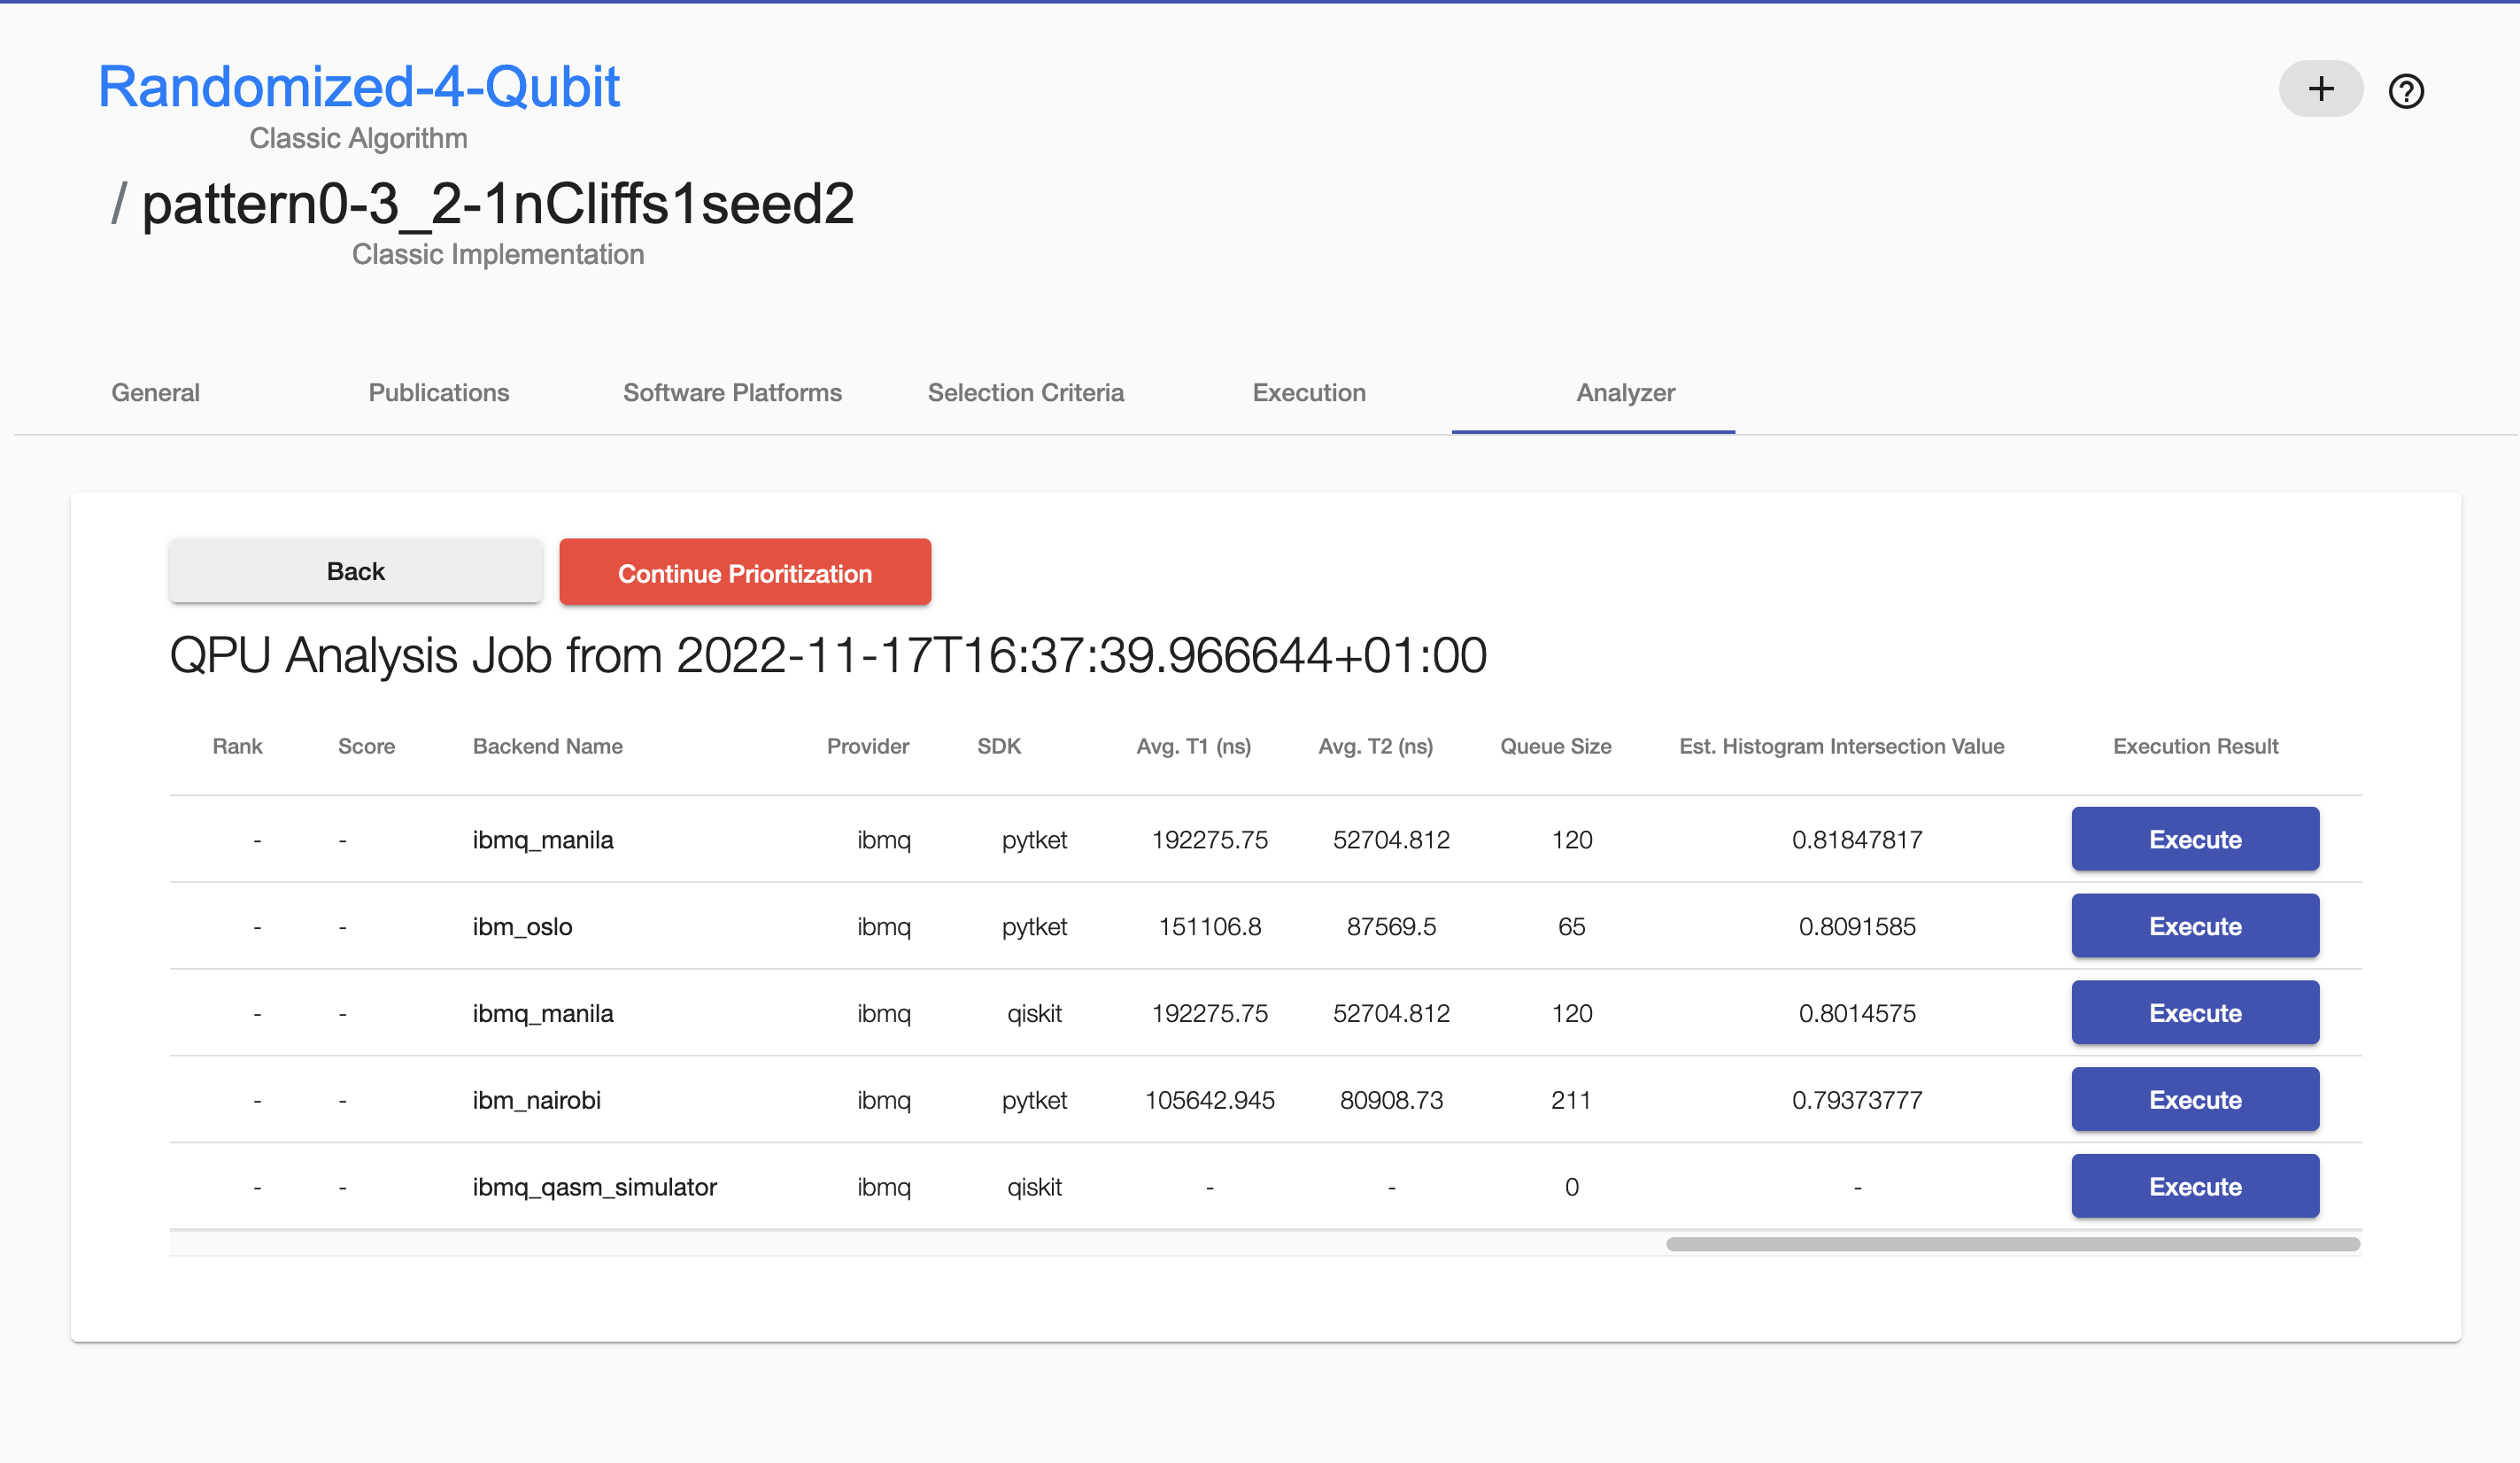 Randomized-4-Qubit
Classic Algorithm
/ pattern0-3_2-1nCliffs1seed2
Classic Implementation
General Publications Software Platforms Selection Criteria Execution Analyzer
Back Continue Prioritization
QPU Analysis Job from 2022-11-17T16:37:39.966644+01:00
Rank Score Backend Name Provider SDK Avg. T1 (ns) Avg. T2 (ns) Queue Size Est. Histogram Intersection Value Execution Result
- - ibmq_manila ibmq pytket 192275.75 52704.812 120 0.81847817 Execute
- - ibm_oslo ibmq pytket 151106.8 87569.5 65 0.8091585 Execute
- - ibmq_manila ibmq qiskit 192275.75 52704.812 120 0.8014575 Execute
- - ibm_nairobi ibmq pytket 105642.945 80908.73 211 0.79373777 Execute
- - ibmq_qasm_simulator ibmq qiskit - - 0 - Execute